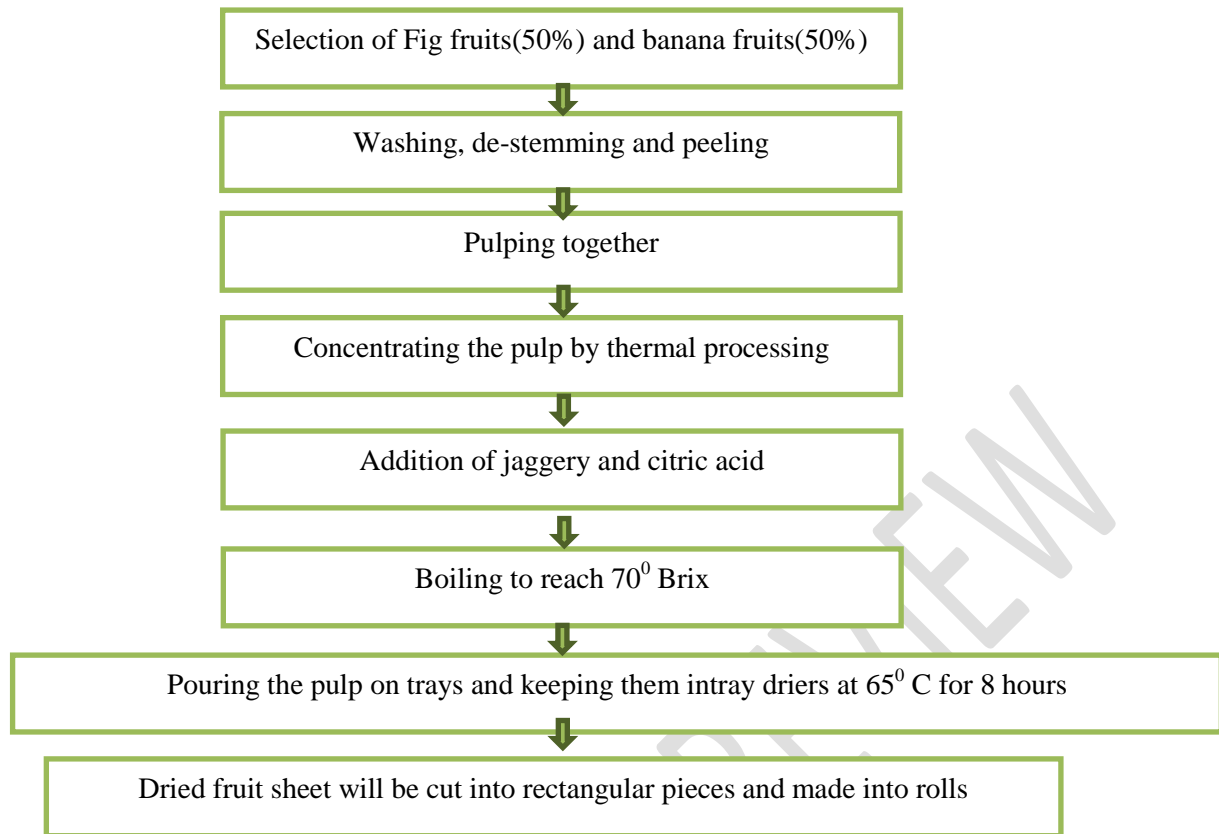 Selection of Fig fruits(50%) and banana fruits(50%)
Washing, de-stemming and peeling
Pulping together
Concentrating the pulp by thermal processing
Addition of jaggery and citric acid
Boiling to reach 70⁰ Brix
Pouring the pulp on trays and keeping them intray driers at 65⁰ C for 8 hours
Dried fruit sheet will be cut into rectangular pieces and made into rolls